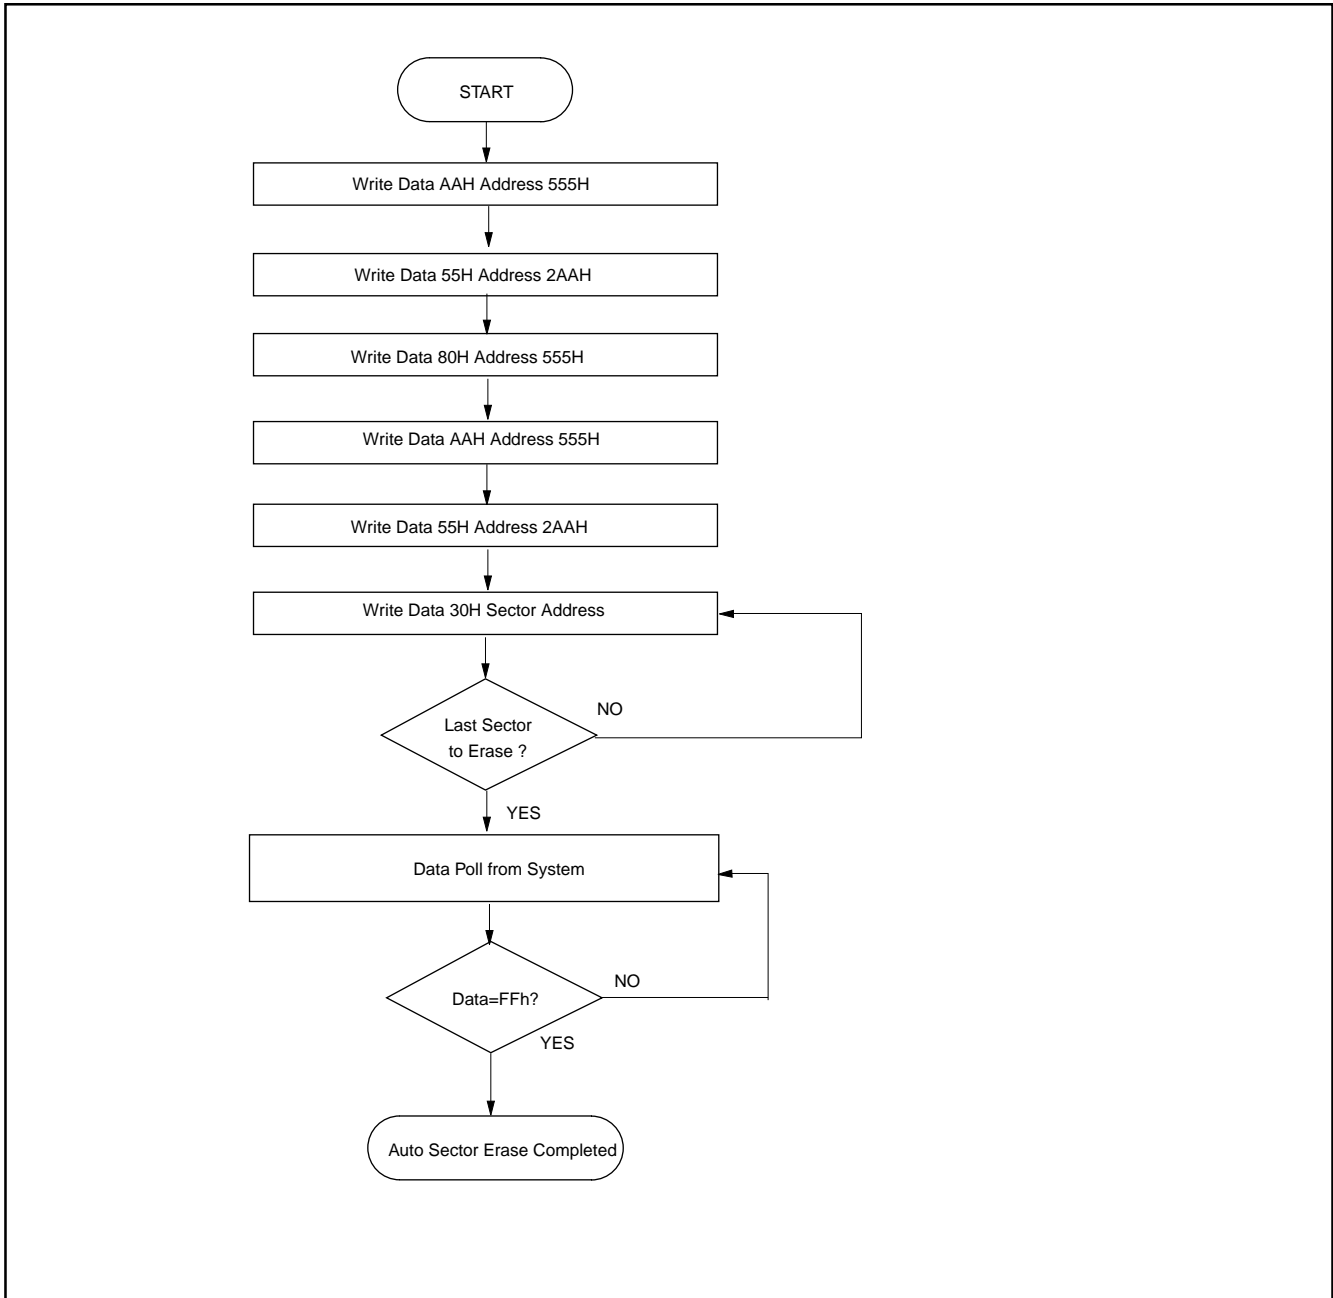 START
Write Data AAH Address 555H
Write Data 55H Address 2AAH
Write Data 80H Address 555H
Write Data AAH Address 555H
Write Data 55H Address 2AAH
Write Data 30H Sector Address
Last Sector
to Erase ?
NO
YES
Data Poll from System
Data=FFh?
NO
YES
Auto Sector Erase Completed